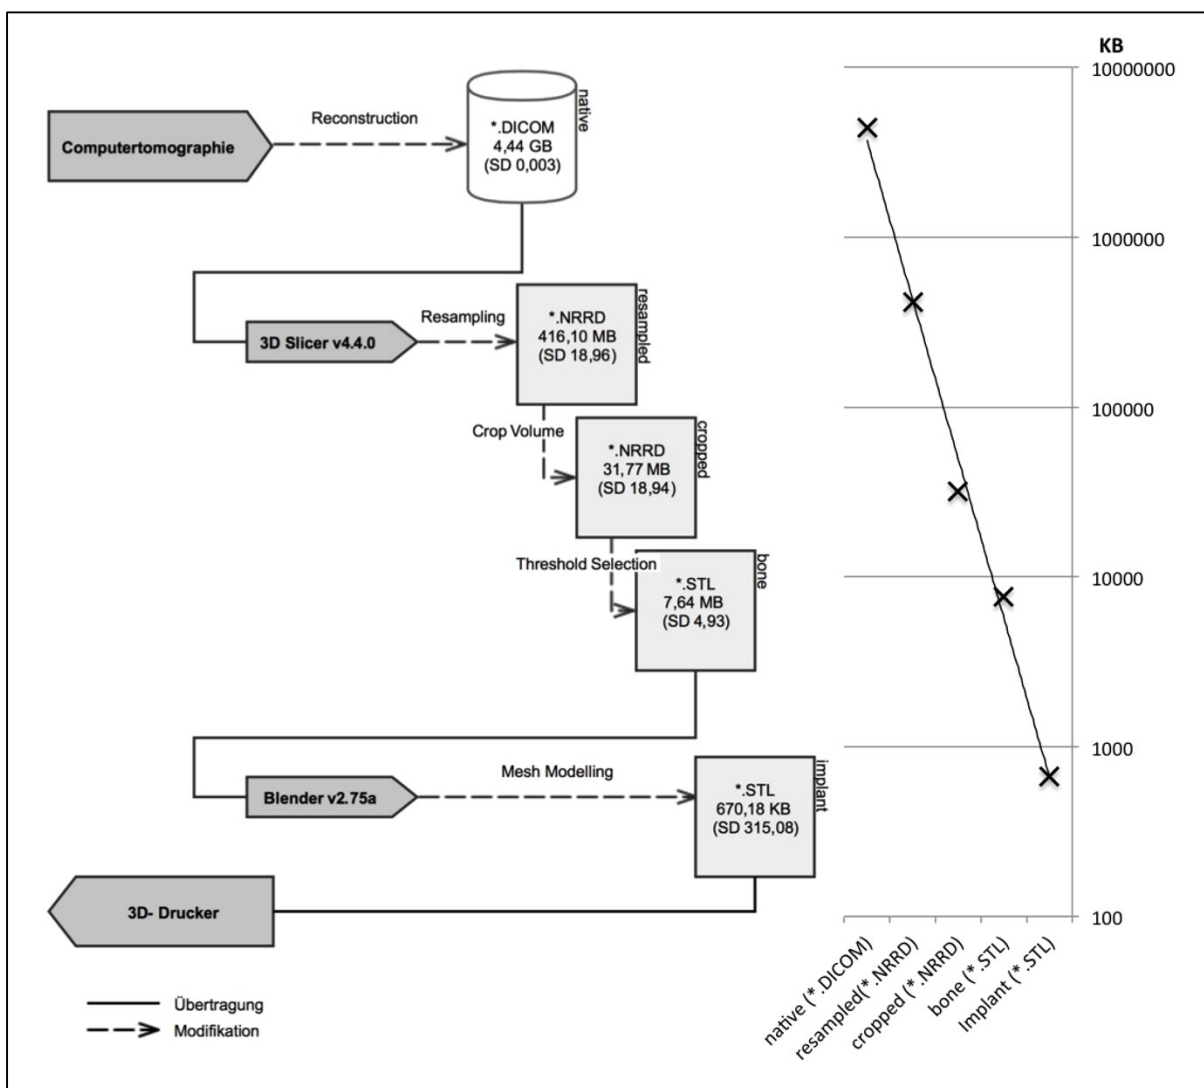 Computertomographie
Reconstruction
*.DICOM
4,44 GB
(SD 0,003)
native
3D Slicer v4.4.0
Resampling
*.NRRD
416,10 MB
(SD 18,96)
resampled
Crop Volume
*.NRRD
31,77 MB
(SD 18,94)
cropped
Threshold Selection
*.STL
7,64 MB
(SD 4,93)
bone
Blender v2.75a
Mesh Modelling
*.STL
670,18 KB
(SD 315,08)
implant
3D- Drucker
Übertragung
Modifikation
KB
10000000
1000000
100000
10000
1000
100
native (*.DICOM)
resampled(*.NRRD)
cropped (*.NRRD)
bone (*.STL)
Implant (*.STL)